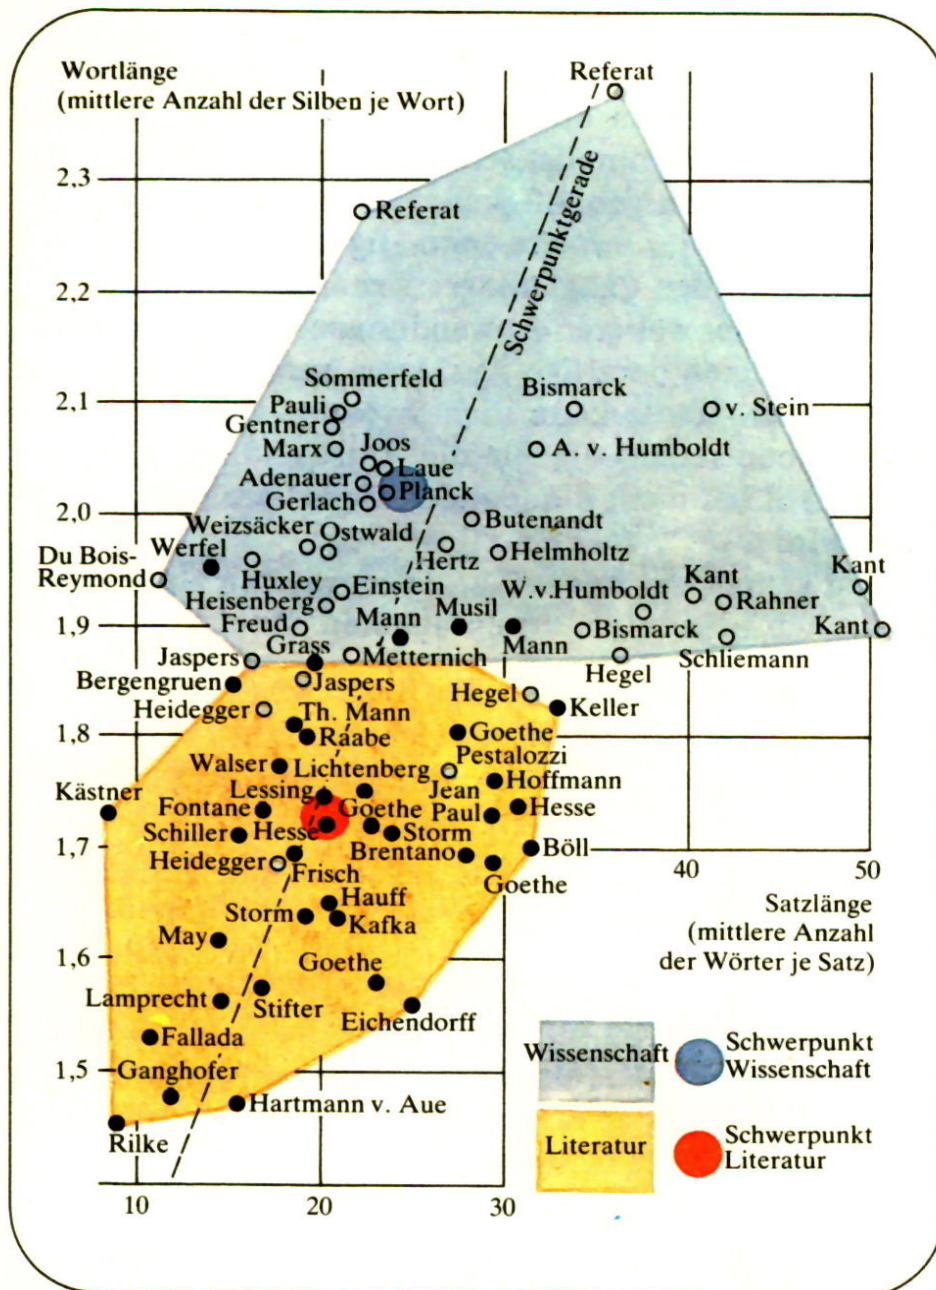 Wortlänge
(mittlere Anzahl der Silben je Wort)
Referat
2,3
Referat
Schwerpunktgerade
2,2
Sommerfeld
Bismarck
2,1
Pauli
v. Stein
Gentner
Marx
Joos
A. v. Humboldt
Laue
Adenauer
Planck
Gerlach
2,0
Weizsäcker
Ostwald
Butenandt
Werfel
Hertz
Helmholtz
Du Bois-
Reymond
Huxley
Einstein
W.v.Humboldt
Kant
Kant
Heisenberg
Mann
Musil
Rahner
1,9
Freud
Mann
Bismarck
Kant
Grass
Metternich
Hegel
Schliemann
Jaspers
Bergengruen
Jaspers
Hegel
Heidegger
Th. Mann
Keller
1,8
Raabe
Goethe
Walser
Lichtenberg
Pestalozzi
Hoffmann
Kästner
Lessing
Jean
Paul
Hesse
Fontane
Goethe
Schiller
Hesse
Storm
1,7
Heidegger
Brentano
Böll
40
50
Frisch
Goethe
Hauff
Storm
Kafka
Satzlänge
(mittlere Anzahl
der Wörter je Satz)
May
1,6
Goethe
Lamprecht
Stifter
Eichendorff
Fallada
Wissenschaft
Schwerpunkt
Wissenschaft
1,5
Ganghofer
Hartmann v. Aue
Rilke
Literatur
Schwerpunkt
Literatur
10
20
30